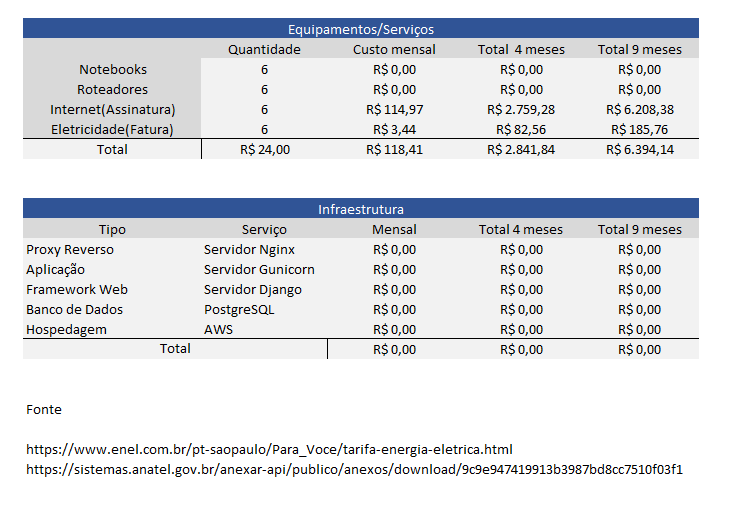 Equipamentos/Serviços
Quantidade Custo mensal Total 4 meses Total 9 meses
Notebooks 6 R$ 0,00 R$ 0,00 R$ 0,00
Roteadores 6 R$ 0,00 R$ 0,00 R$ 0,00
Internet(Assinatura) 6 R$ 114,97 R$ 2.759,28 R$ 6.208,38
Eletricidade(Fatura) 6 R$ 3,44 R$ 82,56 R$ 185,76
Total R$ 24,00 R$ 118,41 R$ 2.841,84 R$ 6.394,14
Infraestrutura
Tipo Serviço Mensal Total 4 meses Total 9 meses
Proxy Reverso Servidor Nginx R$ 0,00 R$ 0,00 R$ 0,00
Aplicação Servidor Gunicorn R$ 0,00 R$ 0,00 R$ 0,00
Framework Web Servidor Django R$ 0,00 R$ 0,00 R$ 0,00
Banco de Dados PostgreSQL R$ 0,00 R$ 0,00 R$ 0,00
Hospedagem AWS R$ 0,00 R$ 0,00 R$ 0,00
Total R$ 0,00 R$ 0,00 R$ 0,00
Fonte
https://www.enel.com.br/pt-saopaulo/Para_Voce/tarifa-energia-eletrica.html
https://sistemas.anatel.gov.br/anexar-api/publico/anexos/download/9c9e947419913b3987bd8cc7510f03f1